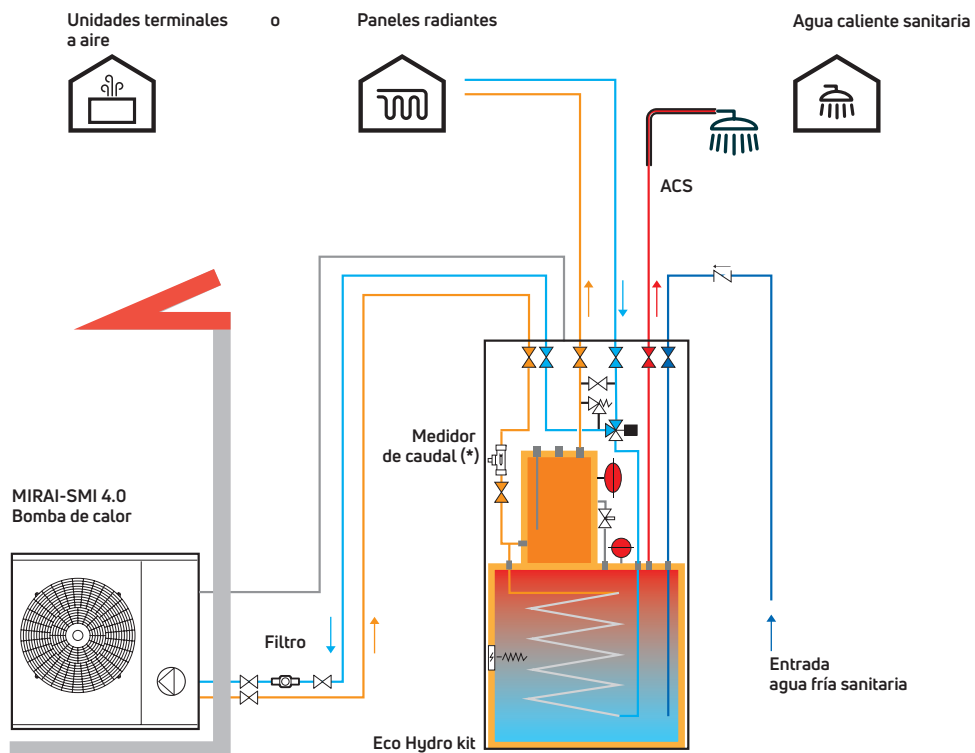 Unidades terminales o
a aire
Paneles radiantes
Agua caliente sanitaria
ACS
Medidor
de caudal (*)
MIRAI-SMI 4.0
Bomba de calor
Filtro
Entrada
agua fría sanitaria
Eco Hydro kit